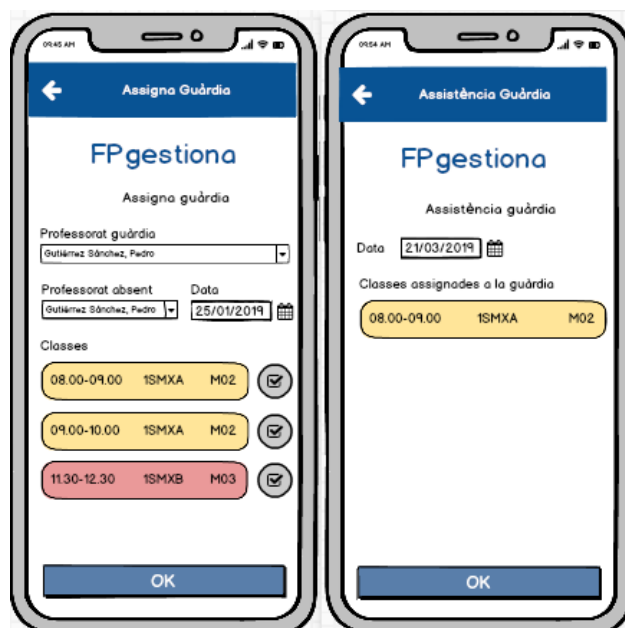 09:45 AM
Assigna Guàrdia
FPgestiona
Assigna guàrdia
Professorat guàrdia
Gutiérrez Sánchez, Pedro
Professorat absent Data
Gutiérrez Sánchez, Pedro 25/01/2019
Classes
08.00-09.00 1SMXA M02
09.00-10.00 1SMXA M02
11.30-12.30 1SMXB M03
OK
09:54 AM
Assistència Guàrdia
FPgestiona
Assistència guàrdia
Data 21/03/2019
Classes assignades a la guàrdia
08.00-09.00 1SMXA M02
OK